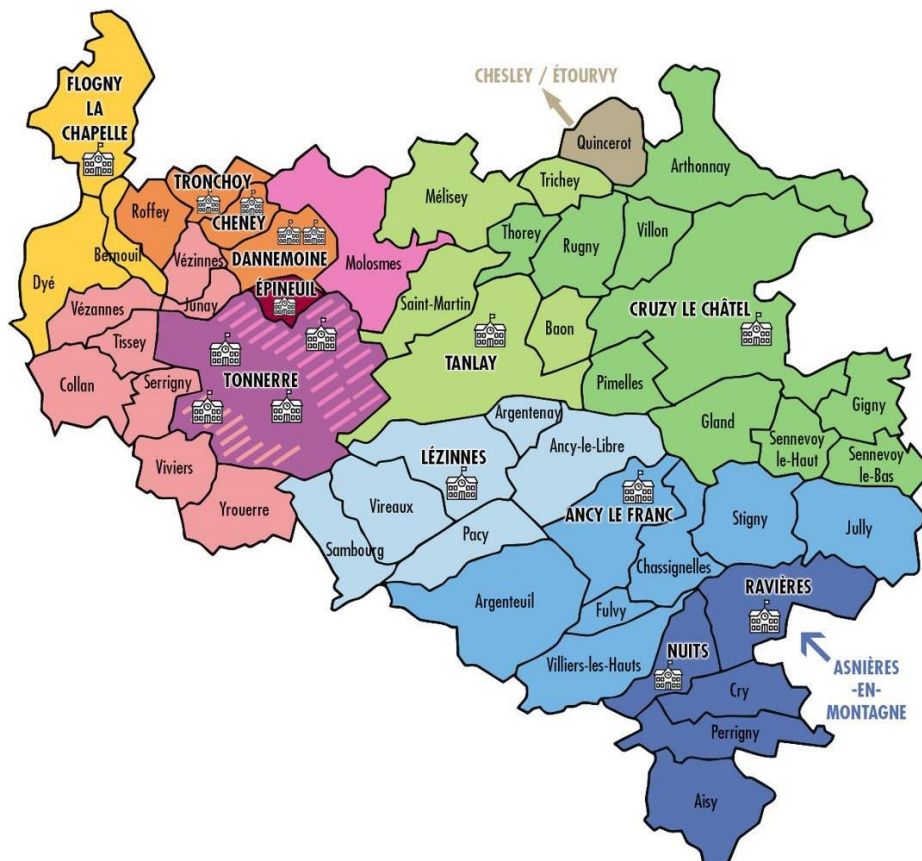 FLOGNY
LA
CHAPELLE
CHESLEY / ÉTOURVY
Quincerot
Arthonnay
TRONCHOY
Roffey
CHENEY
Mélisey
Trichey
Thorey
Rugny
Villon
DANNEMOINE
Molosmes
Bernouil
Vézinnes
Dyé
ÉPINEUIL
Junay
Vézannes
Saint-Martin
Baon
CRUZY LE CHÂTEL
Tissey
TANLAY
Collan
Serrigny
TONNERRE
Pimelles
Gigny
Argentenay
Gland
Sennevoy
le-Haut
Sennevoy
le-Bas
LÉZINNES
Ancy-le-Libre
Viviers
Yrouerre
Vireaux
ANCY LE FRANC
Stigny
Jully
Sambourg
Pacy
Chassignelles
Argenteuil
Fulvy
RAVIÈRES
Villiers-les-Hauts
NUITS
ASNIÈRES
-EN-
MONTAGNE
Cry
Perrigny
Aisy